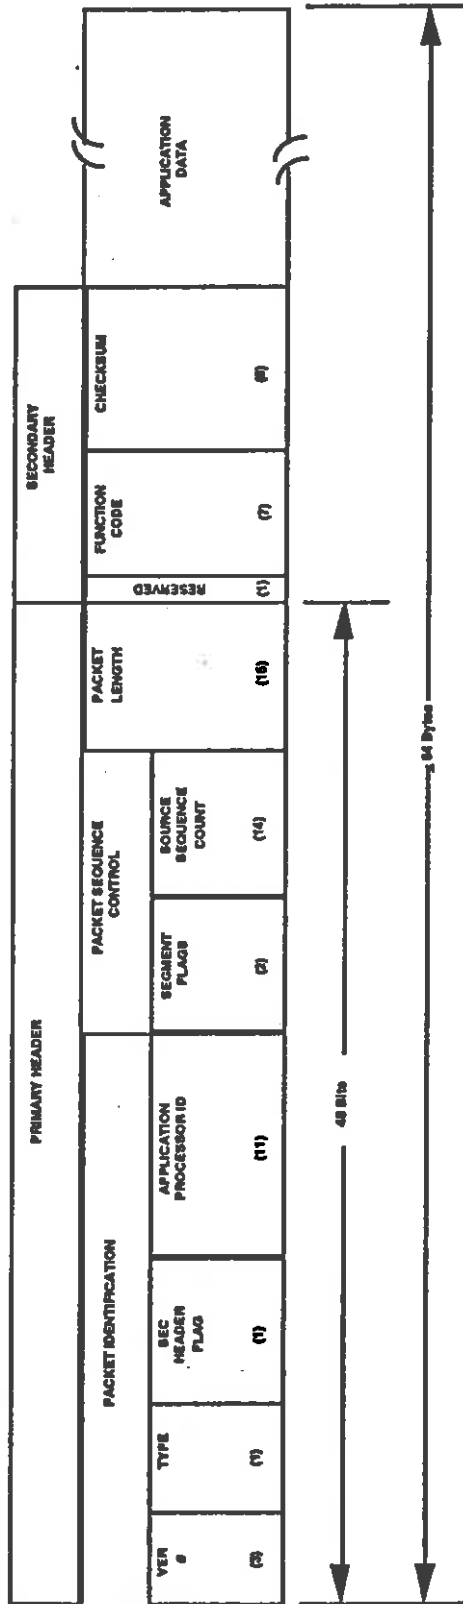 PRIMARY HEADER
SECONDARY
HEADER
PACKET IDENTIFICATION
PACKET SEQUENCE
CONTROL
PACKET
LENGTH
RESERVED
FUNCTION
CODE
CHECKSUM
APPLICATION
DATA
VER
#
TYPE
SEC
HEADER
FLAG
APPLICATION
PROCESSOR ID
SEGMENT
FLAGS
SOURCE
SEQUENCE
COUNT
(3)
(1)
(1)
(11)
(2)
(14)
(16)
(1)
(7)
(8)
48 Bits
≤ 64 Bytes